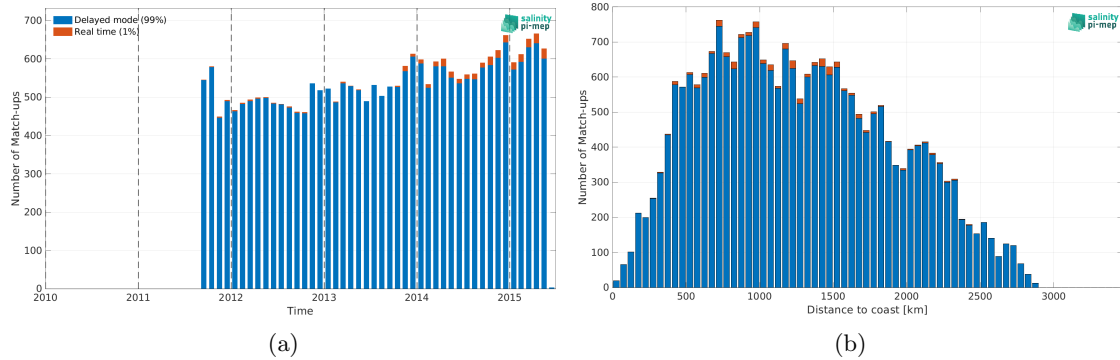 Delayed mode (99%)
Real time (1%)
salinity
pi-mep
700
600
500
400
300
200
100
0
Number of Match-ups
2010 2011 2012 2013 2014 2015
Time
(a)
salinity
pi-mep
800
700
600
500
400
300
200
100
0
Number of Match-ups
0 500 1000 1500 2000 2500 3000
Distance to coast [km]
(b)